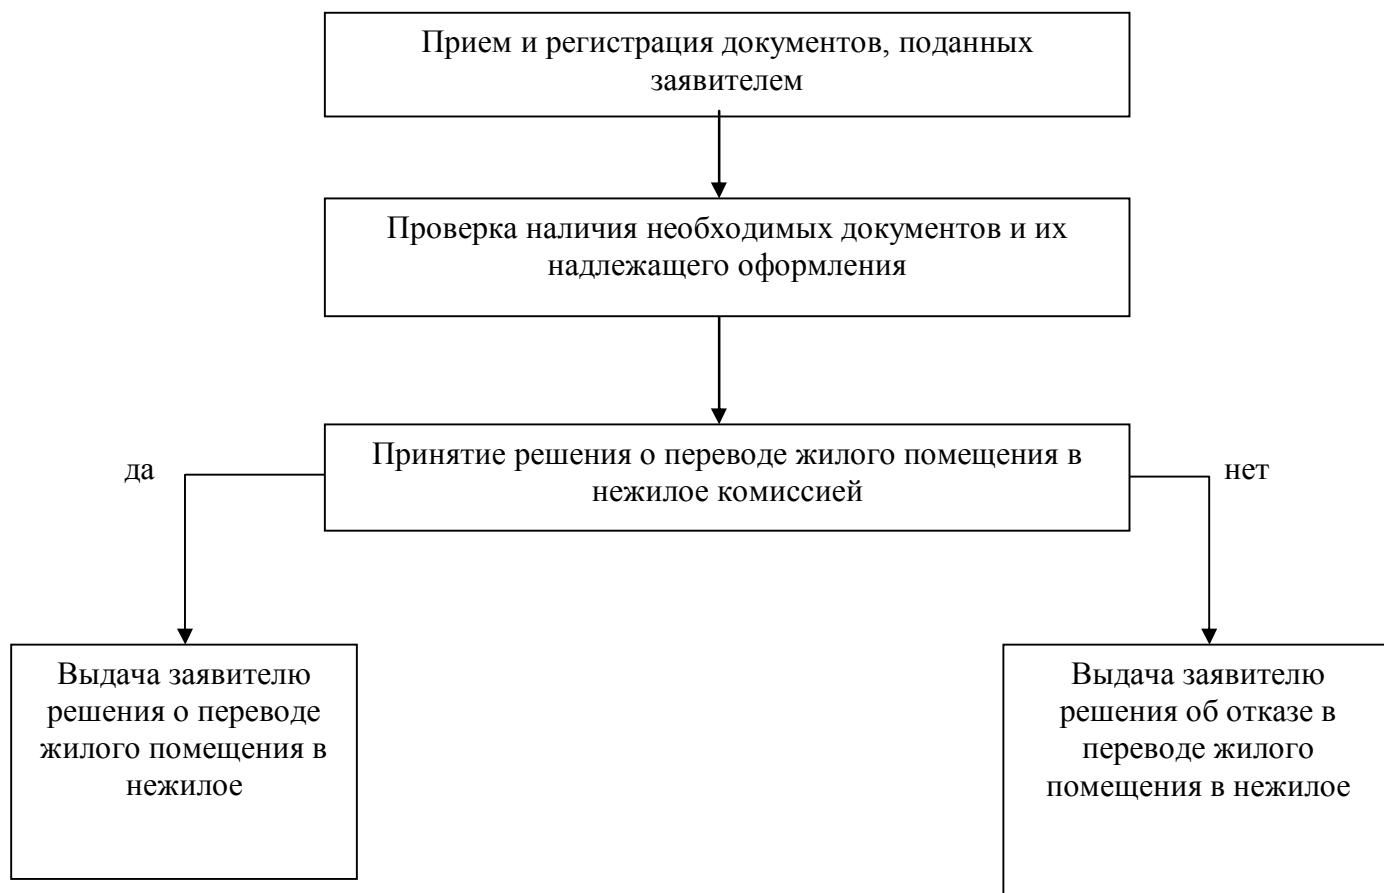 Прием и регистрация документов, поданных
заявителем
Проверка наличия необходимых документов и их
надлежащего оформления
Принятие решения о переводе жилого помещения в
нежилое комиссией
да
нет
Выдача заявителю
решения о переводе
жилого помещения в
нежилое
Выдача заявителю
решения об отказе в
переводе жилого
помещения в нежилое